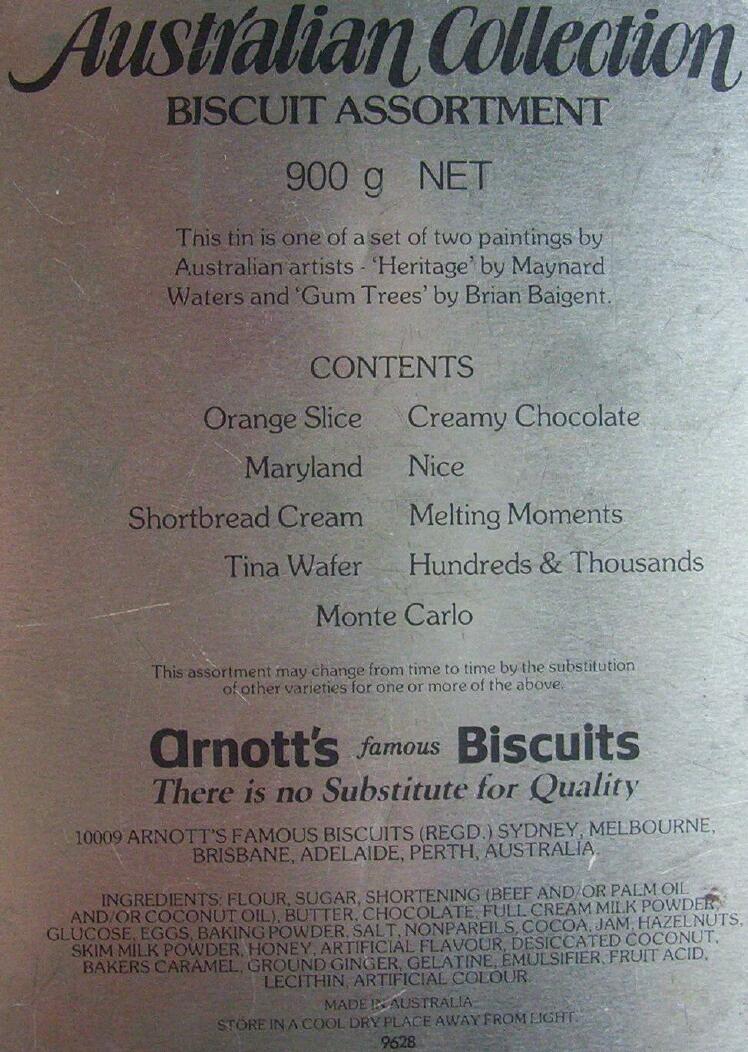 Australian Collection
BISCUIT ASSORTMENT
900 g NET
This tin is one of a set of two paintings by
Australian artists - 'Heritage' by Maynard
Waters and 'Gum Trees' by Brian Baigent.
CONTENTS
Orange Slice Creamy Chocolate
Maryland Nice
Shortbread Cream Melting Moments
Tina Wafer Hundreds & Thousands
Monte Carlo
This assortment may change from time to time by the substitution
of other varieties for one or more of the above.
arnott's famous Biscuits
There is no Substitute for Quality
10009 ARNOTT'S FAMOUS BISCUITS (REGD.) SYDNEY, MELBOURNE,
BRISBANE, ADELAIDE, PERTH, AUSTRALIA.
INGREDIENTS: FLOUR, SUGAR, SHORTENING (BEEF AND/OR PALM OIL
AND/OR COCONUT OIL), BUTTER, CHOCOLATE, FULL CREAM MILK POWDER,
GLUCOSE, EGGS, BAKING POWDER, SALT, NONPAREILS, COCOA, JAM, HAZELNUTS,
SKIM MILK POWDER, HONEY, ARTIFICIAL FLAVOUR, DESICCATED COCONUT,
BAKERS CARAMEL, GROUND GINGER, GELATINE, EMULSIFIER, FRUIT ACID,
LECITHIN, ARTIFICIAL COLOUR.
MADE IN AUSTRALIA
STORE IN A COOL DRY PLACE AWAY FROM LIGHT.
9628